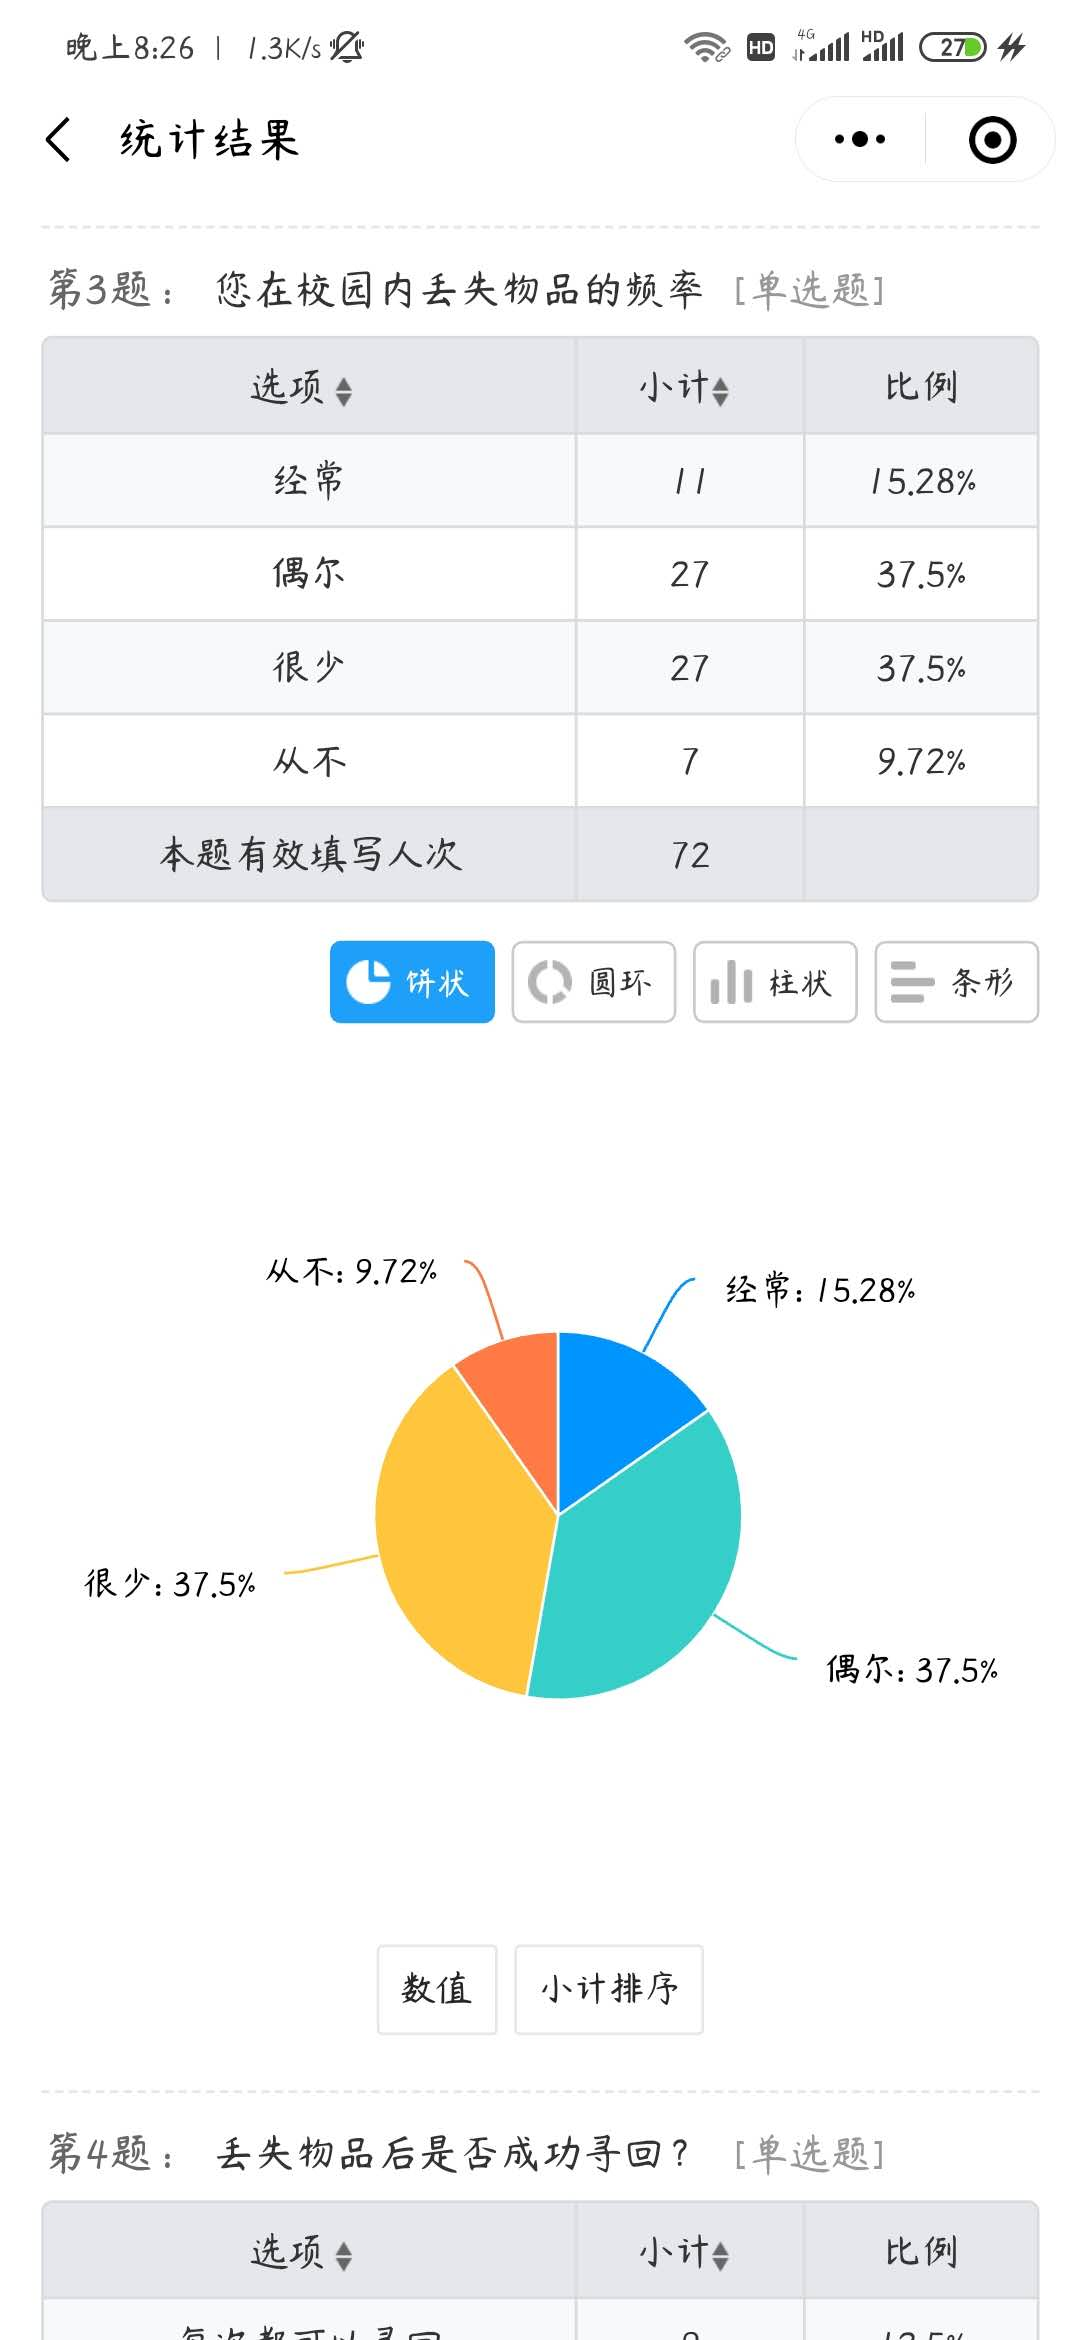 晚上8:26 | 1.3K/s HD 4G HD 27
统计结果
第3题： 您在校园内丢失物品的频率 [单选题]
选项 小计 比例
经常 11 15.28%
偶尔 27 37.5%
很少 27 37.5%
从不 7 9.72%
本题有效填写人次 72
饼状 圆环 柱状 条形
从不: 9.72%
经常: 15.28%
很少: 37.5%
偶尔: 37.5%
数值 小计排序
第4题： 丢失物品后是否成功寻回？ [单选题]
选项 小计 比例